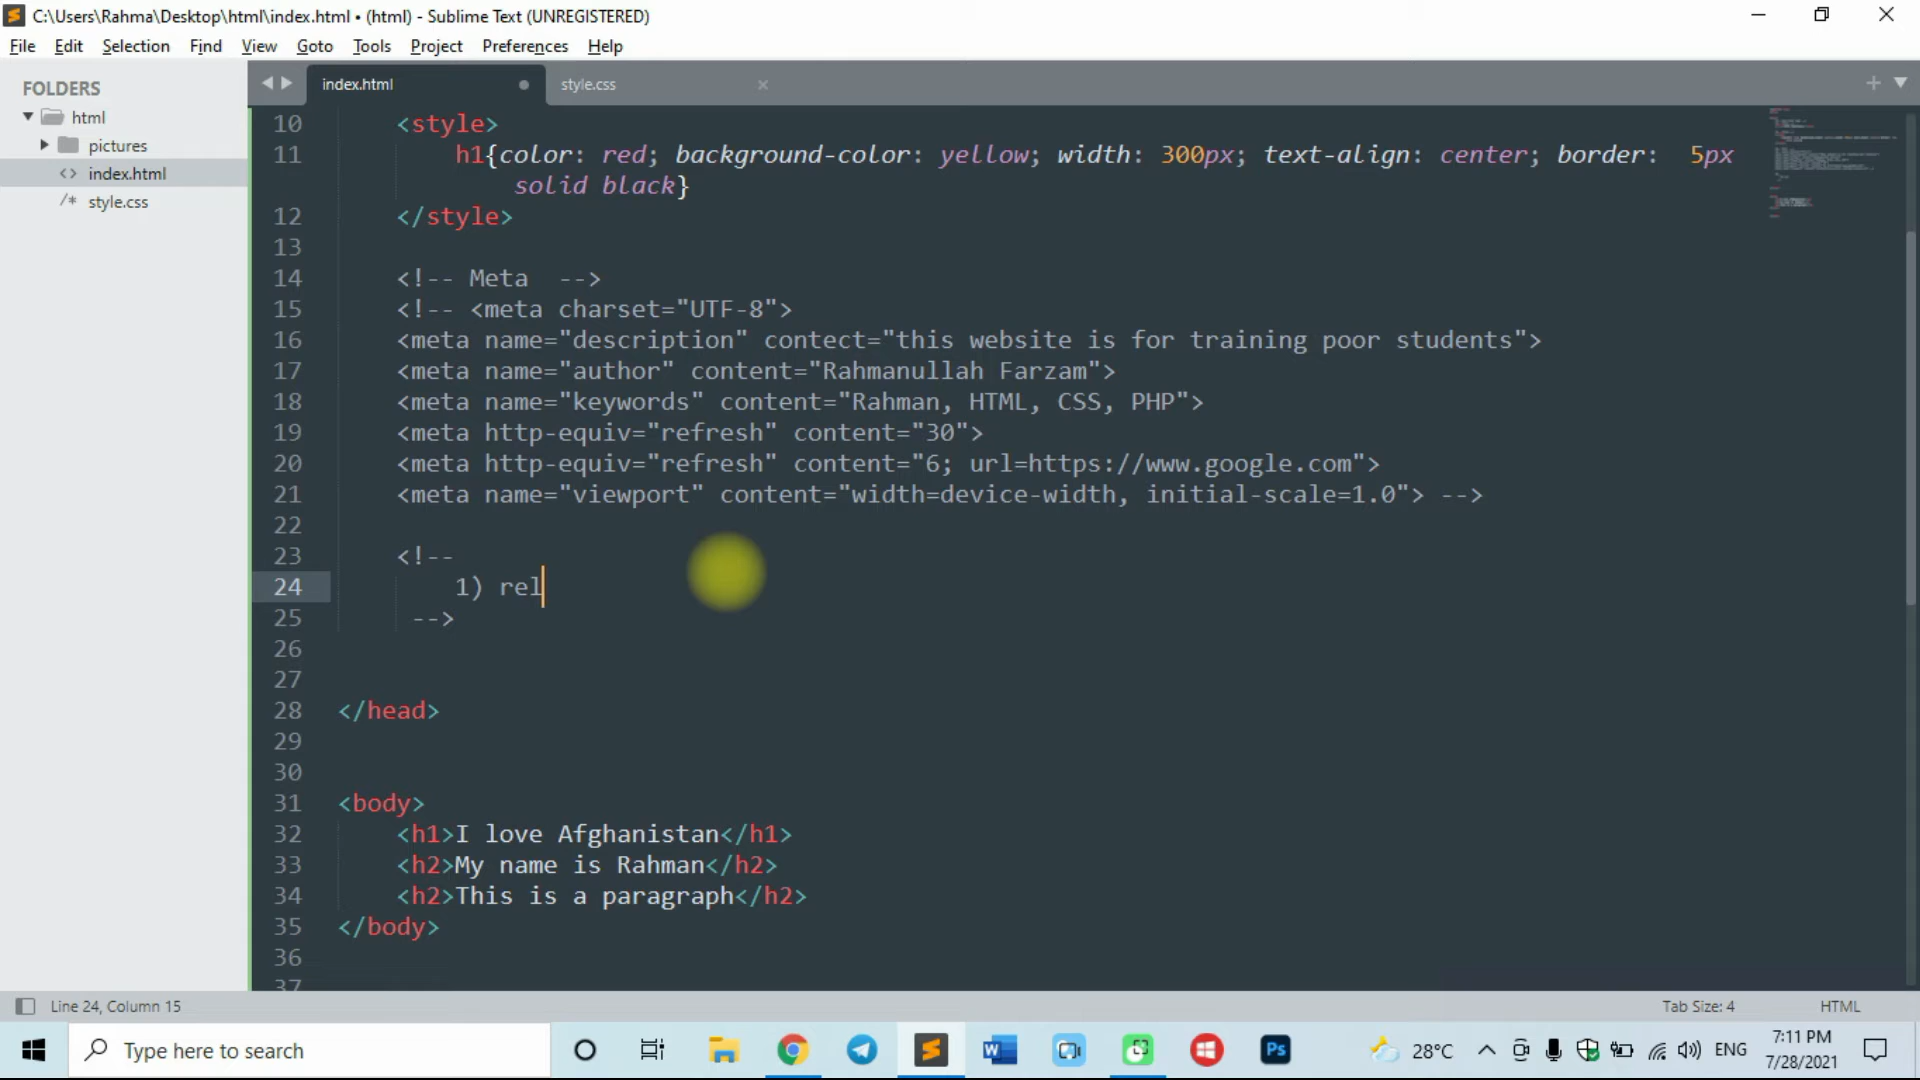 C:\Users\Rahma\Desktop\html\index.html • (html) - Sublime Text (UNREGISTERED)
File Edit Selection Find View Goto Tools Project Preferences Help
FOLDERS
html
pictures
index.html
style.css
index.html
style.css
10 <style>
11 h1{color: red; background-color: yellow; width: 300px; text-align: center; border: 5px
solid black}
12 </style>
13
14 <!-- Meta -->
15 <!-- <meta charset="UTF-8">
16 <meta name="description" contect="this website is for training poor students">
17 <meta name="author" content="Rahmanullah Farzam">
18 <meta name="keywords" content="Rahman, HTML, CSS, PHP">
19 <meta http-equiv="refresh" content="30">
20 <meta http-equiv="refresh" content="6; url=https://www.google.com">
21 <meta name="viewport" content="width=device-width, initial-scale=1.0"> -->
22
23 <!--
24 1) rel
25 -->
26
27
28 </head>
29
30
31 <body>
32 <h1>I love Afghanistan</h1>
33 <h2>My name is Rahman</h2>
34 <h2>This is a paragraph</h2>
35 </body>
36
37
Line 24, Column 15
Tab Size: 4
HTML
Type here to search
28°C
ENG
7:11 PM
7/28/2021